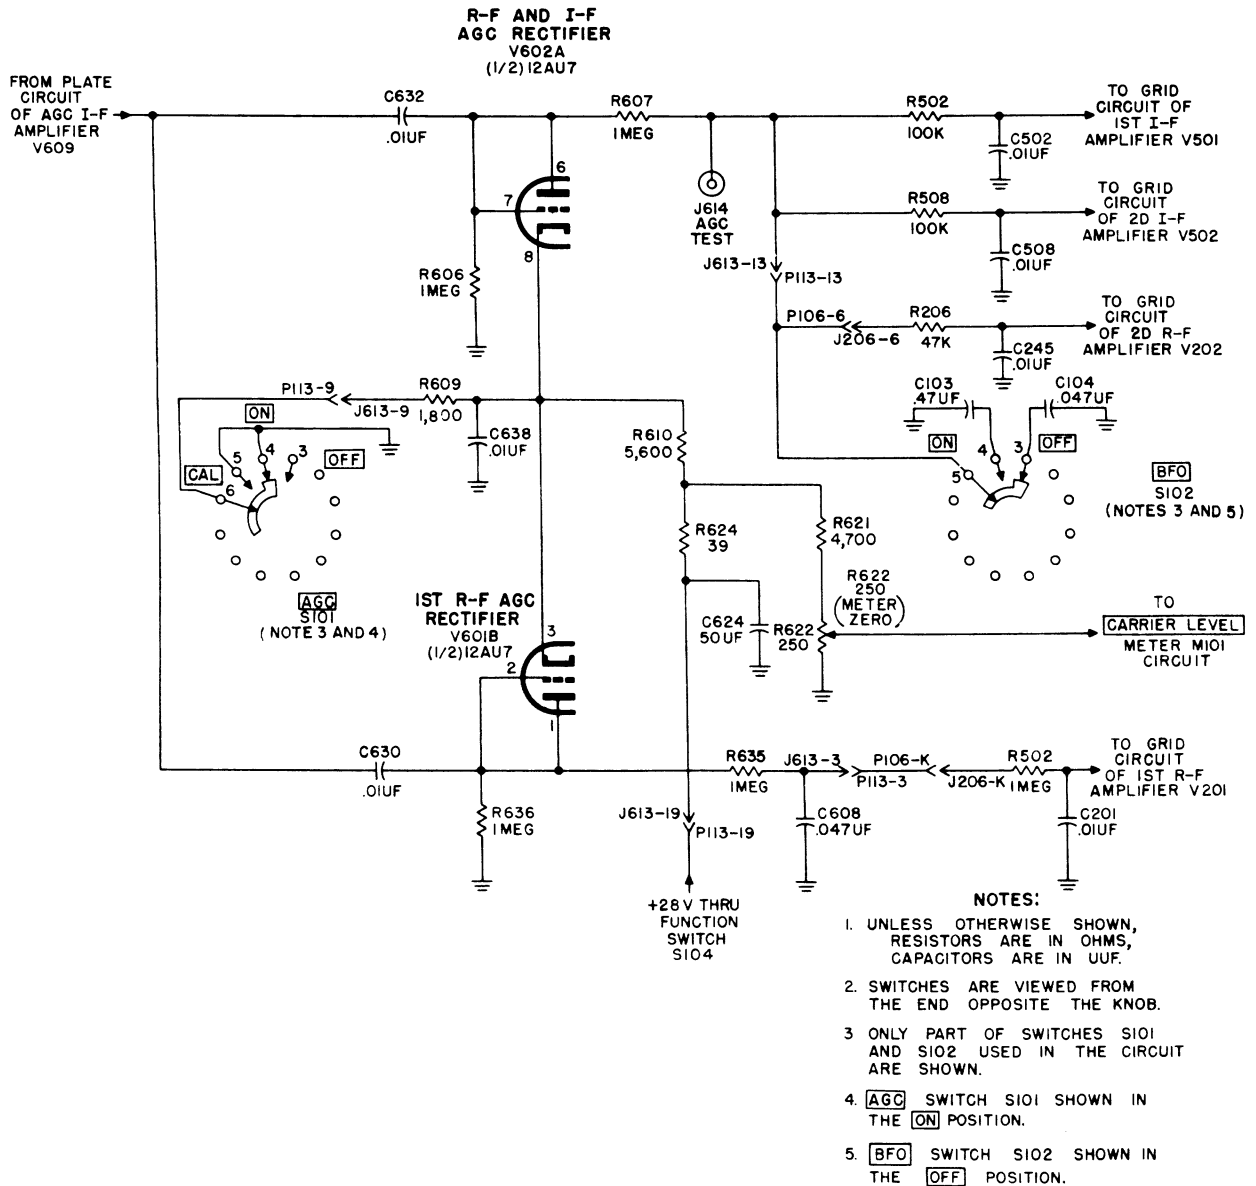 R-F AND I-F
AGC RECTIFIER
V602A
(1/2) 12AU7
FROM PLATE
CIRCUIT
OF AGC I-F
AMPLIFIER
V609
C632
.01UF
R607
1MEG
R502
100K
TO GRID
CIRCUIT OF
1ST I-F
AMPLIFIER V501
C502
.01UF
6
7
8
J614
AGC
TEST
R508
100K
TO GRID
CIRCUIT
OF 2D I-F
AMPLIFIER V502
C508
.01UF
R606
1MEG
J613-13
P113-13
P106-6
J206-6
R206
47K
TO GRID
CIRCUIT
OF 2D R-F
AMPLIFIER V202
C245
.01UF
P113-9
J613-9
R609
1,800
C638
.01UF
ON
CAL
OFF
6
5
4
3
AGC
S101
(NOTE 3 AND 4)
R610
5,600
R624
39
R621
4,700
C103
.47UF
C104
.047UF
ON
OFF
5
4
3
BFO
S102
(NOTES 3 AND 5)
R622
250
(METER
ZERO)
1ST R-F AGC
RECTIFIER
V601B
(1/2) 12AU7
3
2
1
C624
50UF
R622
250
TO
CARRIER LEVEL
METER M101
CIRCUIT
C630
.01UF
R636
1MEG
R635
1MEG
J613-3
P113-3
P106-K
J206-K
R502
1MEG
TO GRID
CIRCUIT
OF 1ST R-F
AMPLIFIER V201
C608
.047UF
C201
.01UF
J613-19
P113-19
+28V THRU
FUNCTION
SWITCH
S104
NOTES:
1. UNLESS OTHERWISE SHOWN,
RESISTORS ARE IN OHMS,
CAPACITORS ARE IN UUF.
2. SWITCHES ARE VIEWED FROM
THE END OPPOSITE THE KNOB.
3 ONLY PART OF SWITCHES S101
AND S102 USED IN THE CIRCUIT
ARE SHOWN.
4. AGC SWITCH S101 SHOWN IN
THE ON POSITION.
5. BFO SWITCH S102 SHOWN IN
THE OFF POSITION.